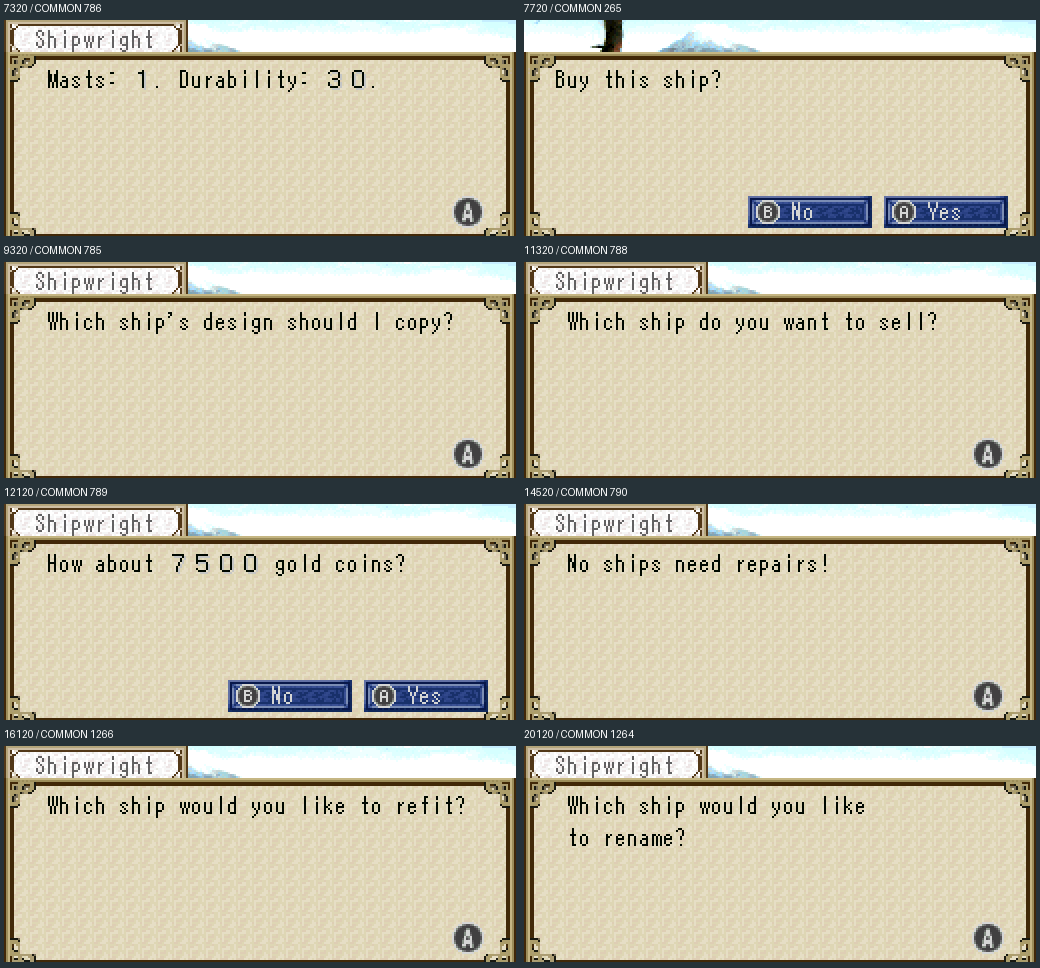 7320 / COMMON 786
Shipwright
Masts: 1. Durability: 30.
A
7720 / COMMON 265
Buy this ship?
B No
A Yes
9320 / COMMON 785
Shipwright
Which ship's design should I copy?
A
11320 / COMMON 788
Shipwright
Which ship do you want to sell?
A
12120 / COMMON 789
Shipwright
How about 7500 gold coins?
B No
A Yes
14520 / COMMON 790
Shipwright
No ships need repairs!
A
16120 / COMMON 1266
Shipwright
Which ship would you like to refit?
A
20120 / COMMON 1264
Shipwright
Which ship would you like
to rename?
A